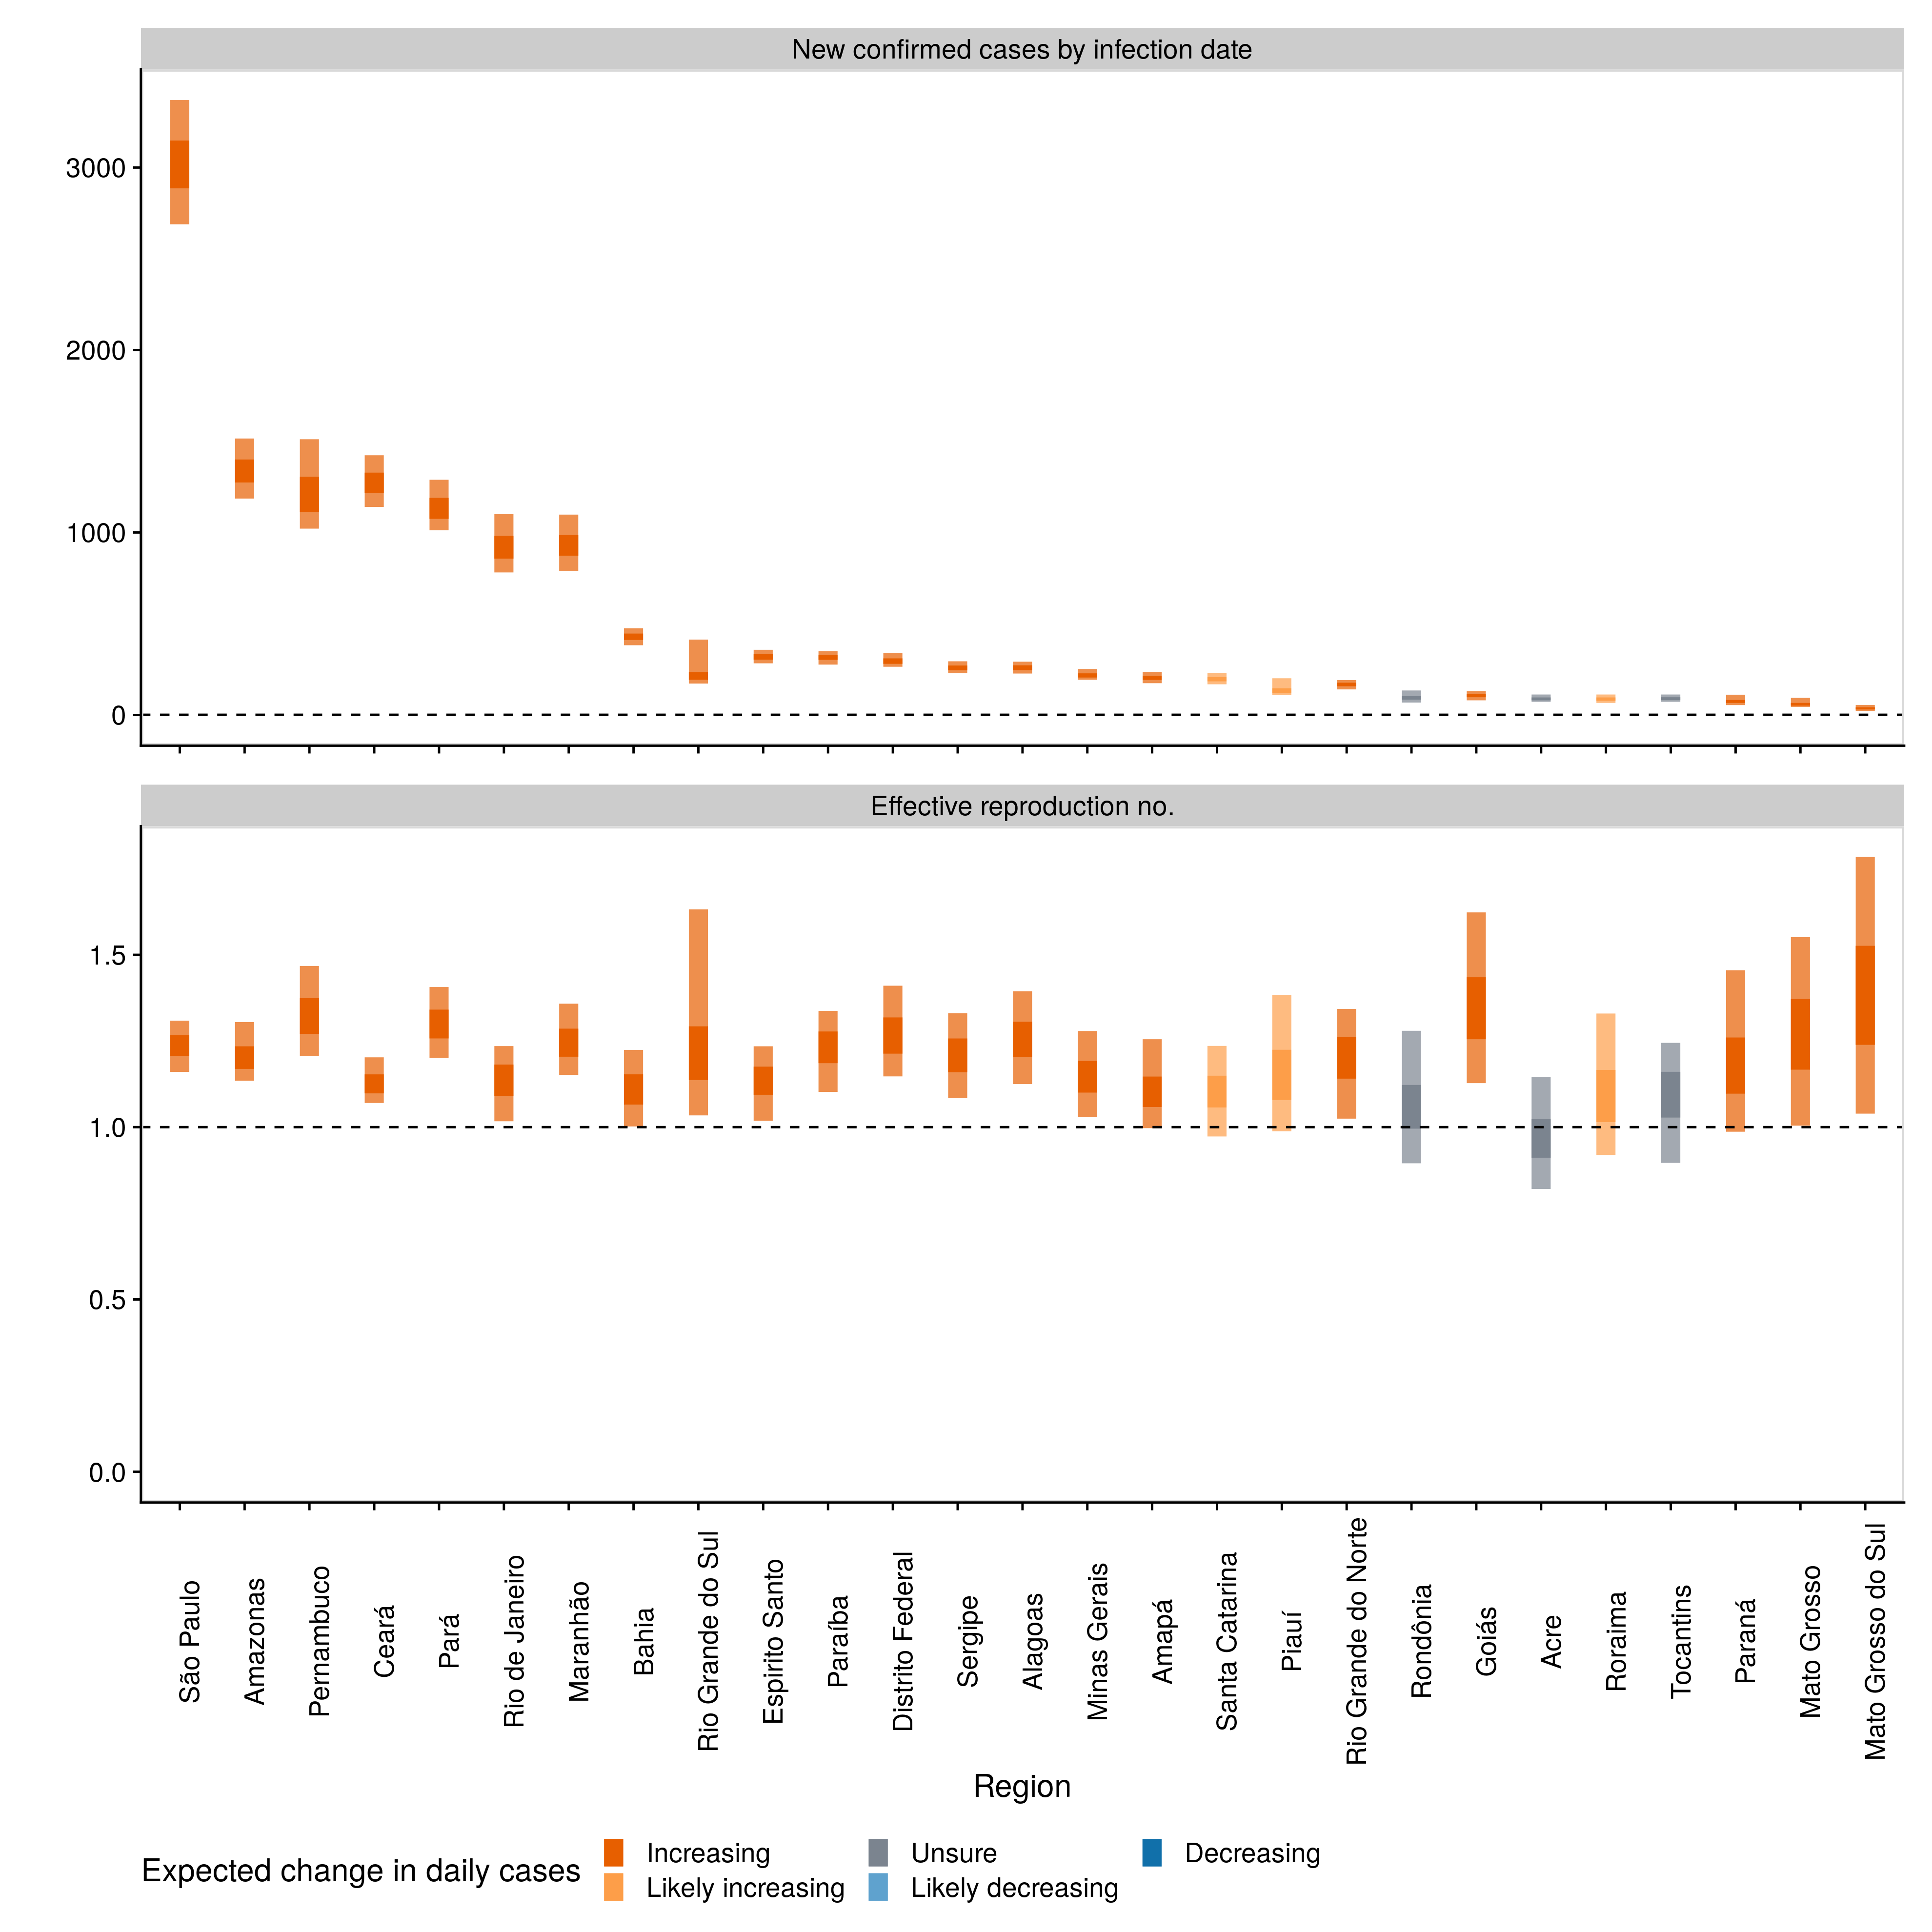 New confirmed cases by infection date
3000
2000
1000
0
Effective reproduction no.
1.5
1.0
0.5
0.0
São Paulo
Amazonas
Pernambuco
Ceará
Pará
Rio de Janeiro
Maranhão
Bahia
Rio Grande do Sul
Espirito Santo
Paraíba
Distrito Federal
Sergipe
Alagoas
Minas Gerais
Amapá
Santa Catarina
Piauí
Rio Grande do Norte
Rondônia
Goiás
Acre
Roraima
Tocantins
Paraná
Mato Grosso
Mato Grosso do Sul
Region
Expected change in daily cases
Increasing
Unsure
Decreasing
Likely increasing
Likely decreasing